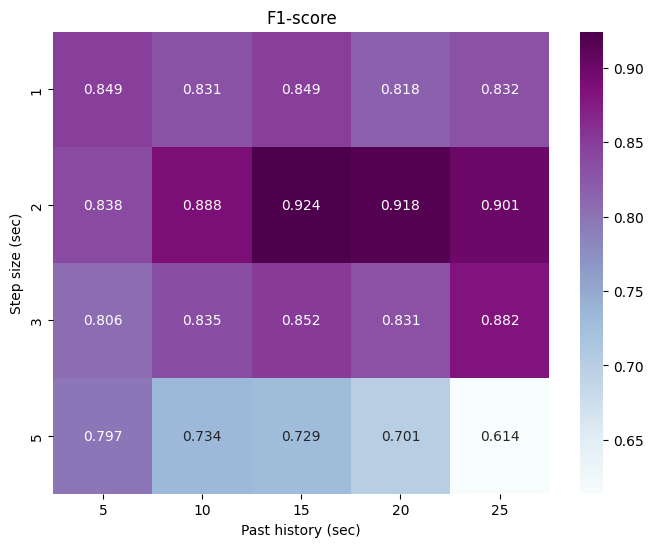 F1-score
1 0.849 0.831 0.849 0.818 0.832
2 0.838 0.888 0.924 0.918 0.901
3 0.806 0.835 0.852 0.831 0.882
5 0.797 0.734 0.729 0.701 0.614
5 10 15 20 25
Past history (sec)
Step size (sec)
0.90
0.85
0.80
0.75
0.70
0.65